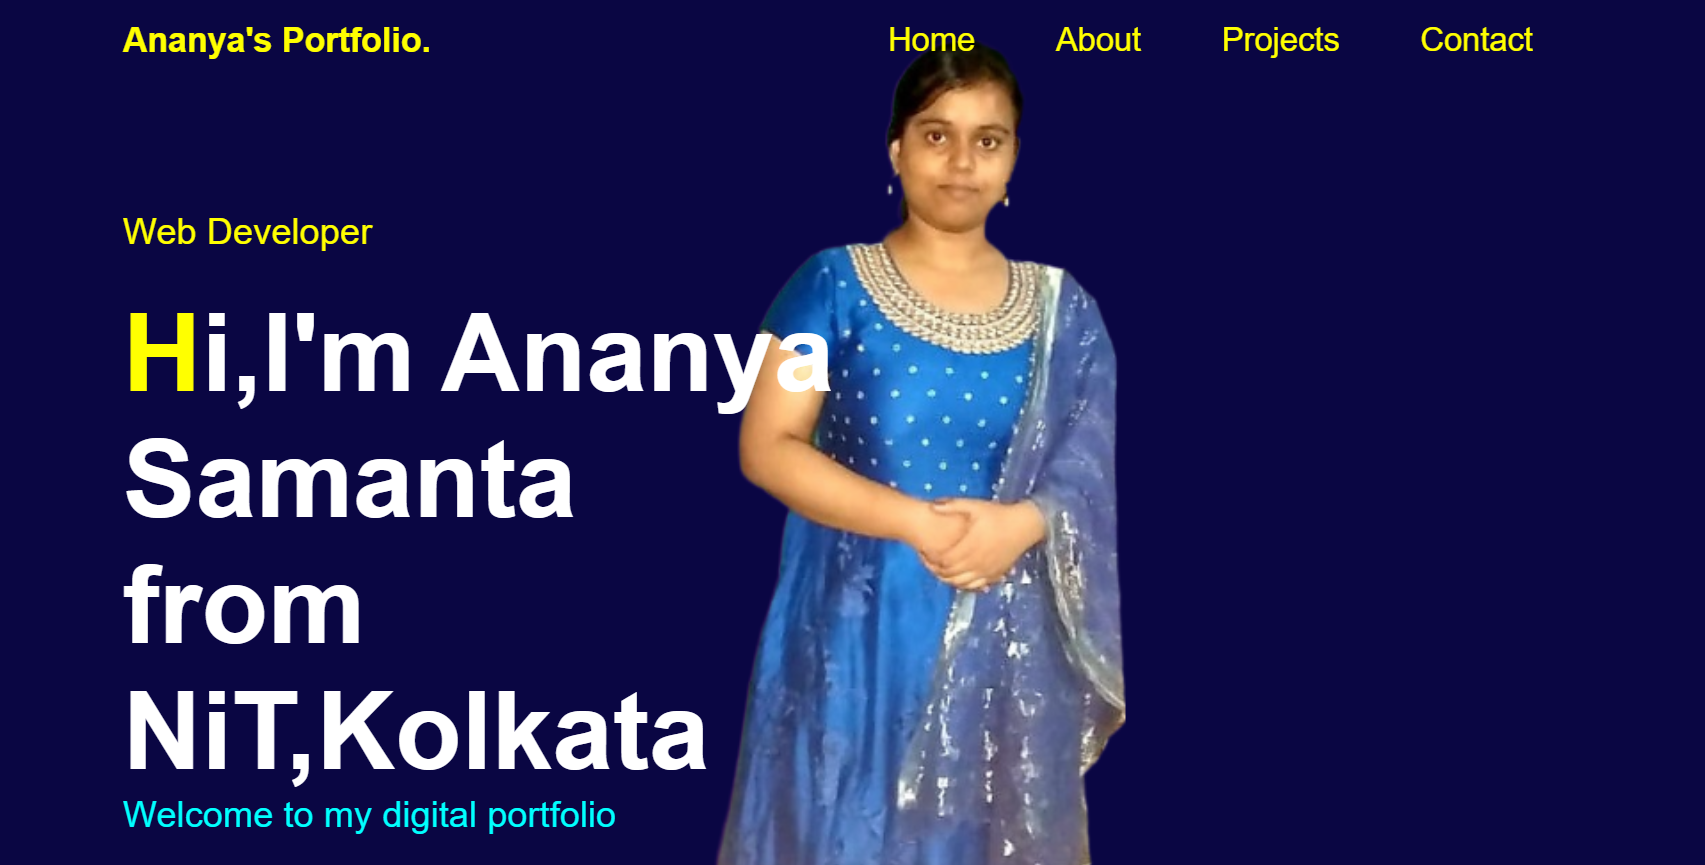 Ananya's Portfolio.
Home About Projects Contact
Web Developer
Hi,I'm Ananya
Samanta
from
NiT,Kolkata
Welcome to my digital portfolio